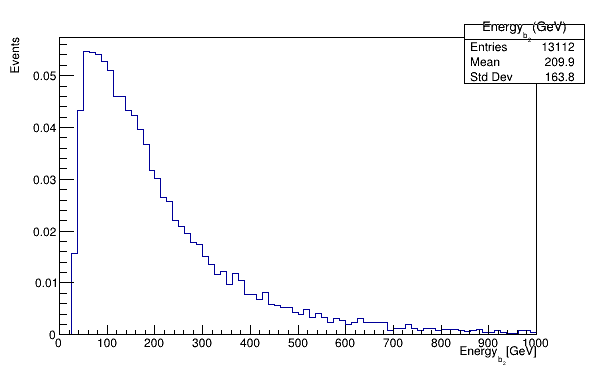 Energy_b₂(GeV)
Entries 13112
Mean 209.9
Std Dev 163.8
Events
0.05
0.04
0.03
0.02
0.01
0
0 100 200 300 400 500 600 700 800 900 1000
Energy_b₂[GeV]